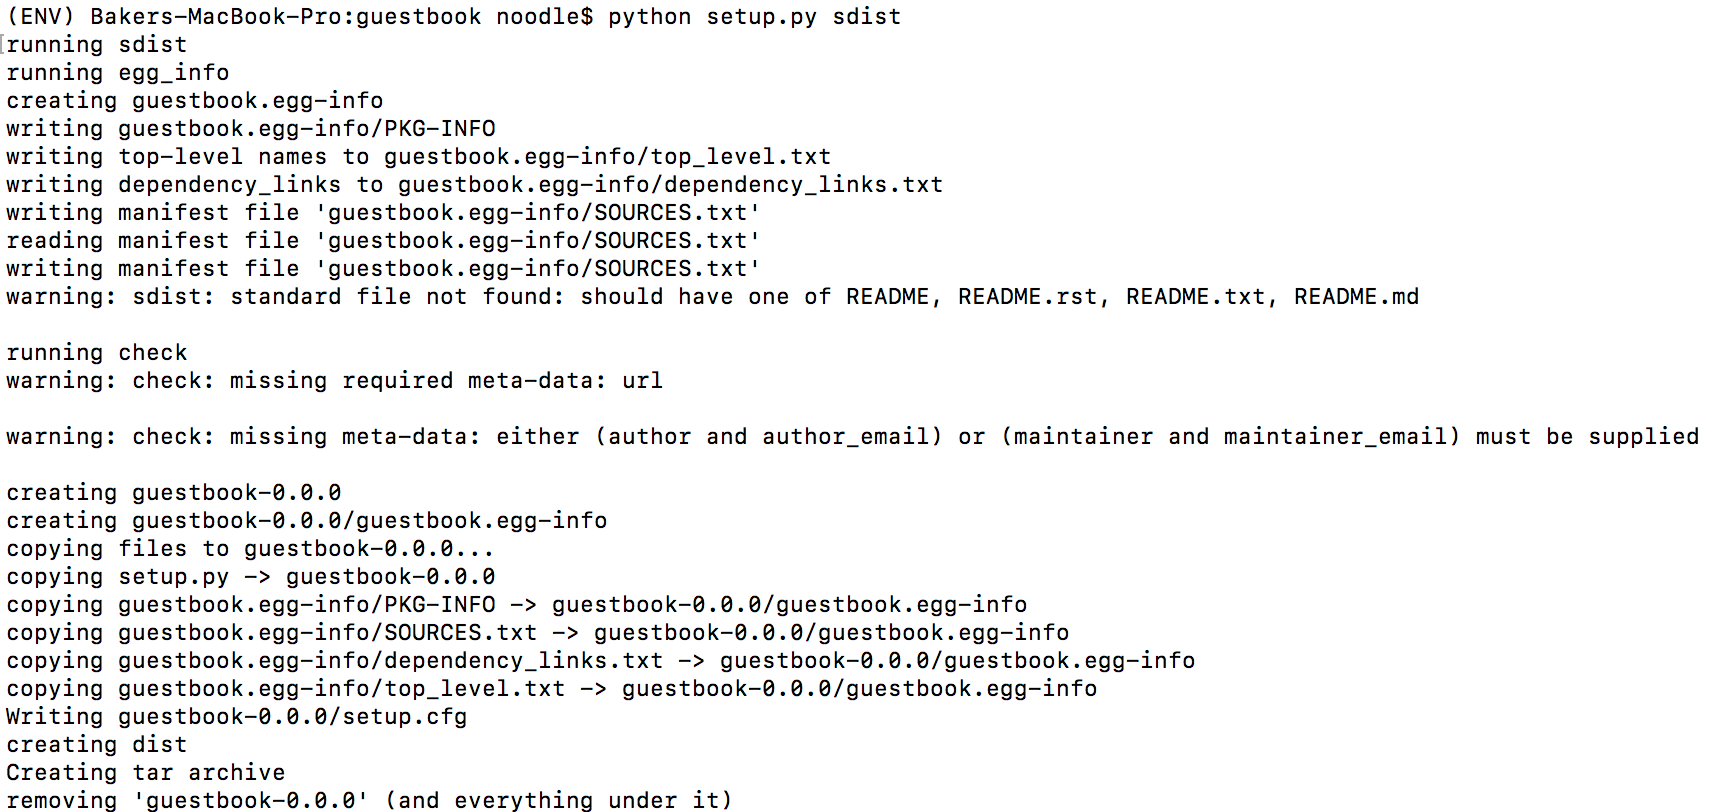 (ENV) Bakers-MacBook-Pro:guestbook noodle$ python setup.py sdist
running sdist
running egg_info
creating guestbook.egg-info
writing guestbook.egg-info/PKG-INFO
writing top-level names to guestbook.egg-info/top_level.txt
writing dependency_links to guestbook.egg-info/dependency_links.txt
writing manifest file 'guestbook.egg-info/SOURCES.txt'
reading manifest file 'guestbook.egg-info/SOURCES.txt'
writing manifest file 'guestbook.egg-info/SOURCES.txt'
warning: sdist: standard file not found: should have one of README, README.rst, README.txt, README.md
running check
warning: check: missing required meta-data: url
warning: check: missing meta-data: either (author and author_email) or (maintainer and maintainer_email) must be supplied
creating guestbook-0.0.0
creating guestbook-0.0.0/guestbook.egg-info
copying files to guestbook-0.0.0...
copying setup.py -> guestbook-0.0.0
copying guestbook.egg-info/PKG-INFO -> guestbook-0.0.0/guestbook.egg-info
copying guestbook.egg-info/SOURCES.txt -> guestbook-0.0.0/guestbook.egg-info
copying guestbook.egg-info/dependency_links.txt -> guestbook-0.0.0/guestbook.egg-info
copying guestbook.egg-info/top_level.txt -> guestbook-0.0.0/guestbook.egg-info
Writing guestbook-0.0.0/setup.cfg
creating dist
Creating tar archive
removing 'guestbook-0.0.0' (and everything under it)